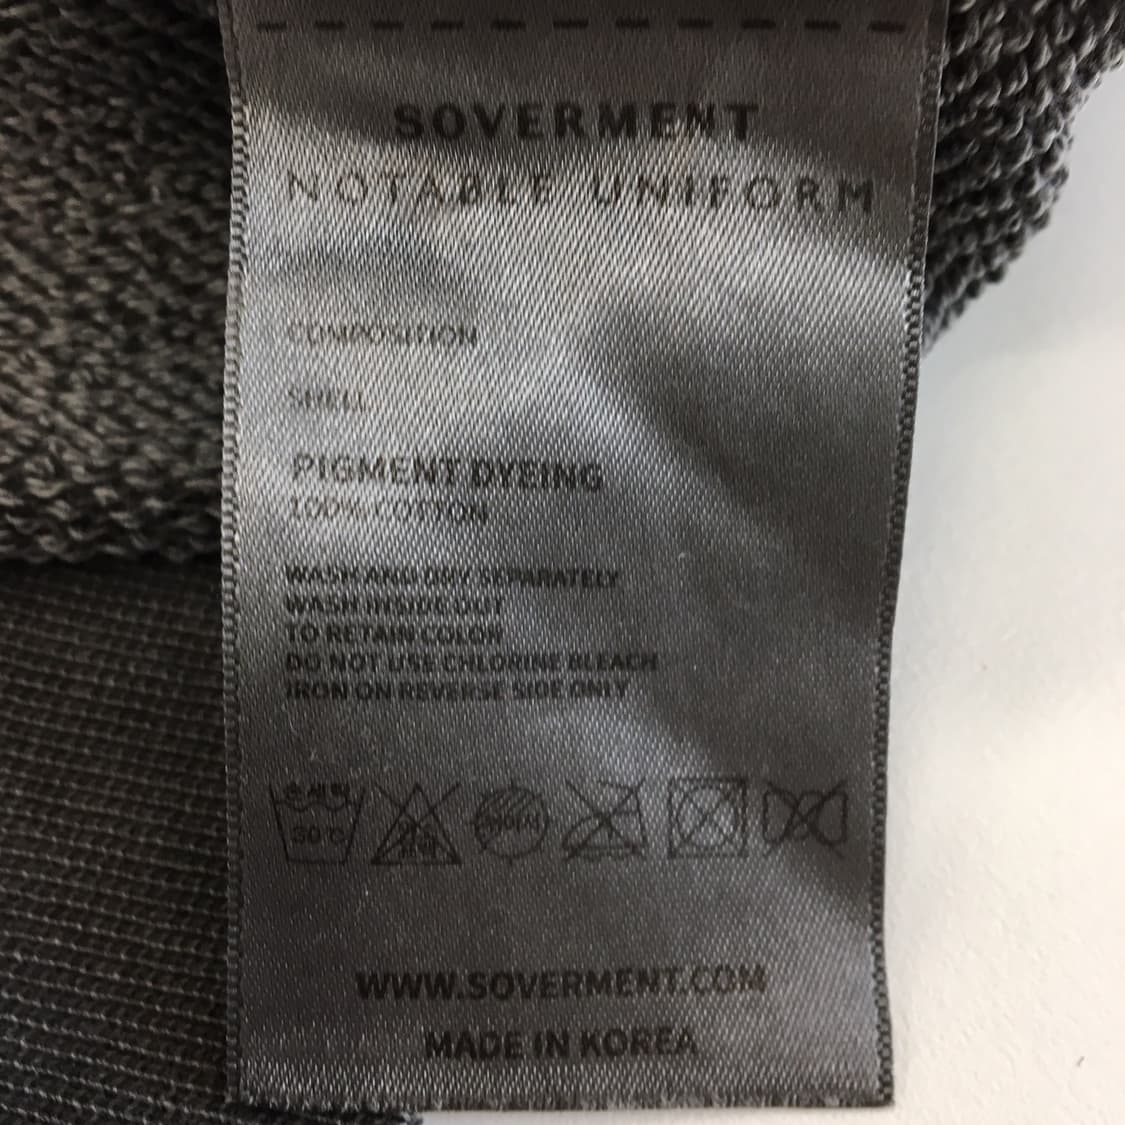 SOVERMENT
NOTABLE UNIFORM
COMPOSITION
SHELL
PIGMENT DYEING
100% COTTON
WASH AND DRY SEPARATELY
WASH INSIDE OUT
TO RETAIN COLOR
DO NOT USE CHLORINE BLEACH
IRON ON REVERSE SIDE ONLY
30°C
WWW.SOVERMENT.COM
MADE IN KOREA